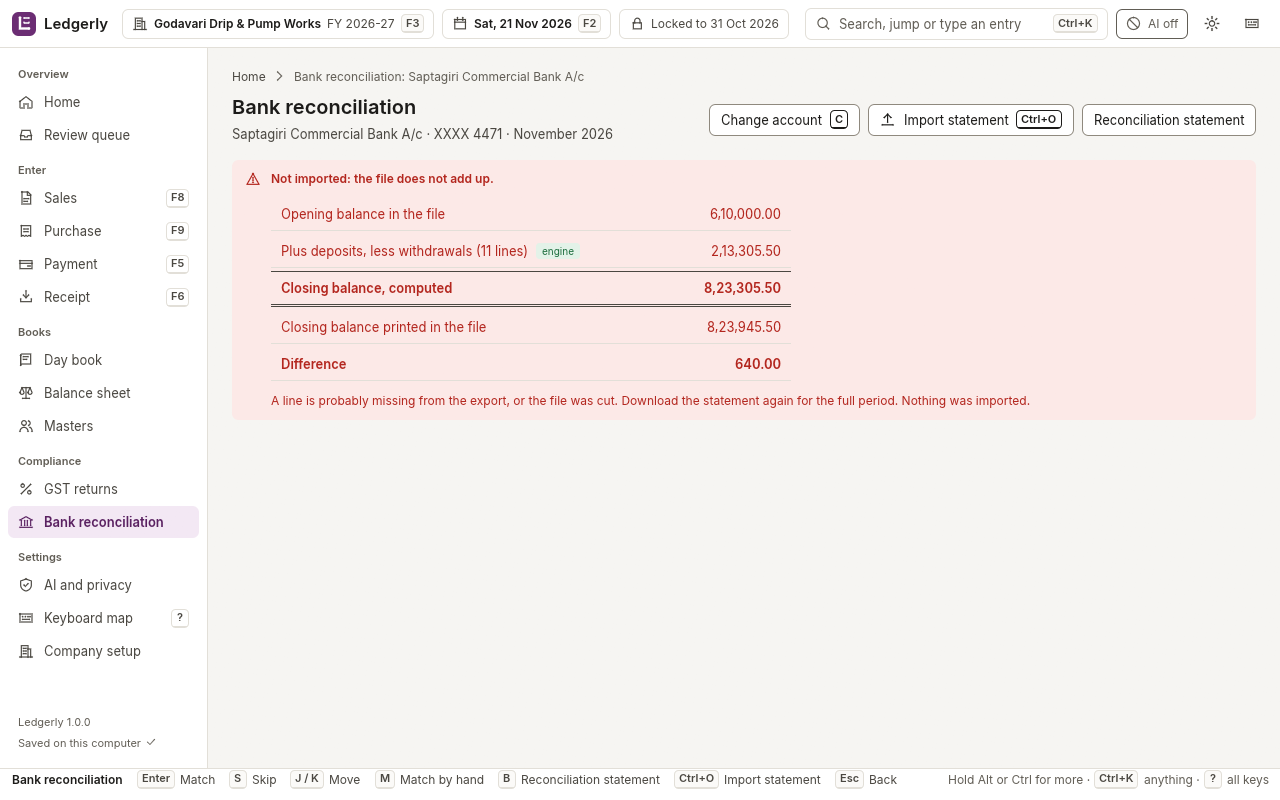 Ledgerly
Godavari Drip & Pump Works FY 2026-27 F3
Sat, 21 Nov 2026 F2
Locked to 31 Oct 2026
Search, jump or type an entry Ctrl+K
AI off
Overview
Home
Review queue
Enter
Sales F8
Purchase F9
Payment F5
Receipt F6
Books
Day book
Balance sheet
Masters
Compliance
GST returns
Bank reconciliation
Settings
AI and privacy
Keyboard map ?
Company setup
Ledgerly 1.0.0
Saved on this computer
Home Bank reconciliation: Saptagiri Commercial Bank A/c
Bank reconciliation
Saptagiri Commercial Bank A/c · XXXX 4471 · November 2026
Change account C
Import statement Ctrl+O
Reconciliation statement
Not imported: the file does not add up.
Opening balance in the file 6,10,000.00
Plus deposits, less withdrawals (11 lines) engine 2,13,305.50
Closing balance, computed 8,23,305.50
Closing balance printed in the file 8,23,945.50
Difference 640.00
A line is probably missing from the export, or the file was cut. Download the statement again for the full period. Nothing was imported.
Bank reconciliation Enter Match S Skip J / K Move M Match by hand B Reconciliation statement Ctrl+O Import statement Esc Back Hold Alt or Ctrl for more · Ctrl+K anything · ? all keys